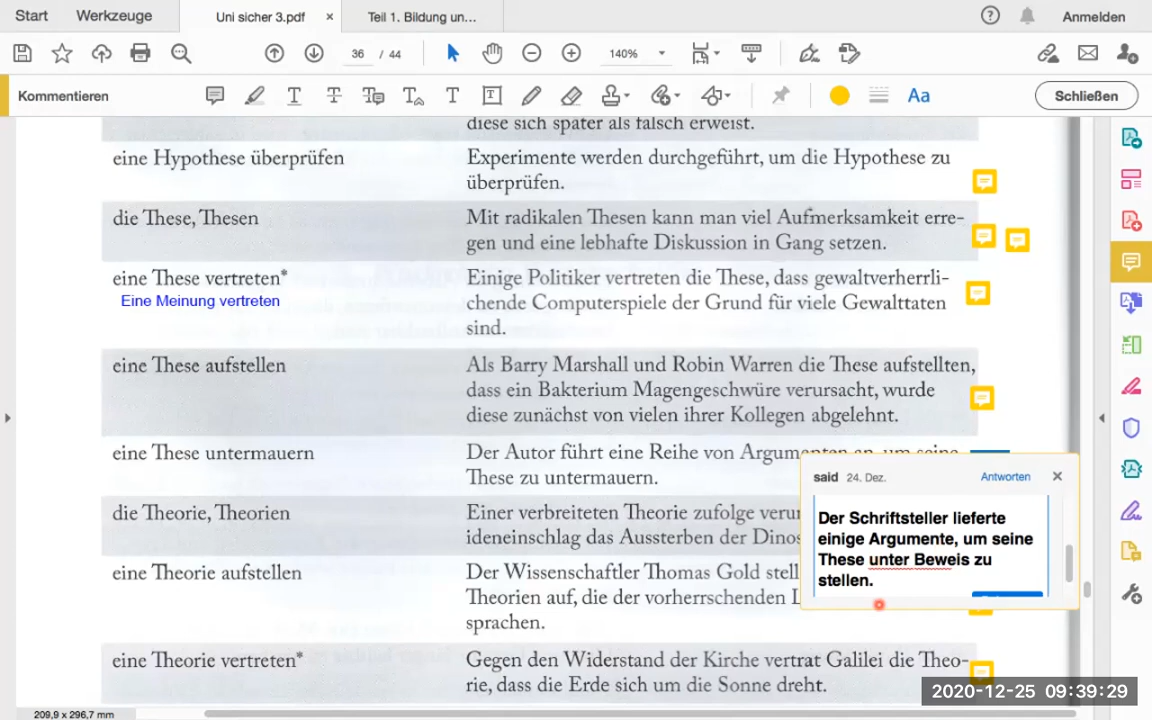 Start
Werkzeuge
Uni sicher 3.pdf
×
Teil 1. Bildung un...
Anmelden
36 / 44
140%
Kommentieren
Aa
Schließen
diese sich später als falsch erweist.
eine Hypothese überprüfen
Experimente werden durchgeführt, um die Hypothese zu
überprüfen.
die These, Thesen
Mit radikalen Thesen kann man viel Aufmerksamkeit erre-
gen und eine lebhafte Diskussion in Gang setzen.
eine These vertreten*
Eine Meinung vertreten
Einige Politiker vertreten die These, dass gewaltverherrli-
chende Computerspiele der Grund für viele Gewalttaten
sind.
eine These aufstellen
Als Barry Marshall und Robin Warren die These aufstellten,
dass ein Bakterium Magengeschwüre verursacht, wurde
diese zunächst von vielen ihrer Kollegen abgelehnt.
eine These untermauern
Der Autor führt eine Reihe von Argumenten an, um seine
These zu untermauern.
die Theorie, Theorien
Einer verbreiteten Theorie zufolge
ideneinschlag das Aussterben der
eine Theorie aufstellen
Der Wissenschaftler Thomas Gold
Theorien auf, die der vorherrschenden
sprachen.
eine Theorie vertreten*
Gegen den Widerstand der Kirche vertrat Galilei die Theo-
rie, dass die Erde sich um die Sonne dreht.
said 24. Dez. Antworten
Der Schriftsteller lieferte
einige Argumente, um seine
These unter Beweis zu
stellen.
2020-12-25 09:39:29
209,9 x 296,7 mm